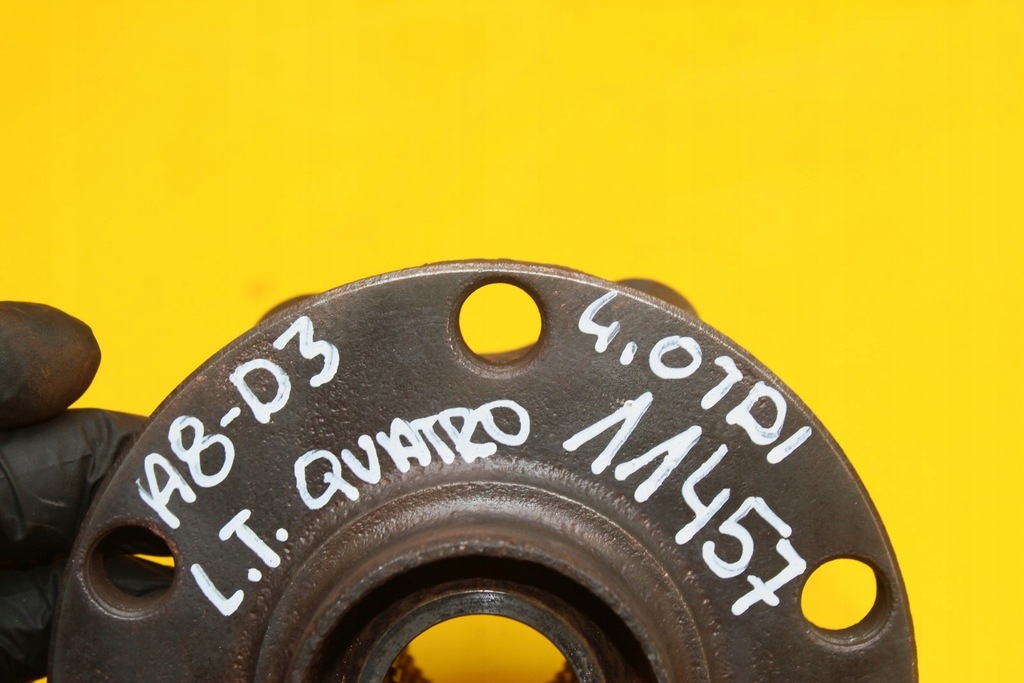 A8-D3
L.T. QUATRO
4.0TDI
11457